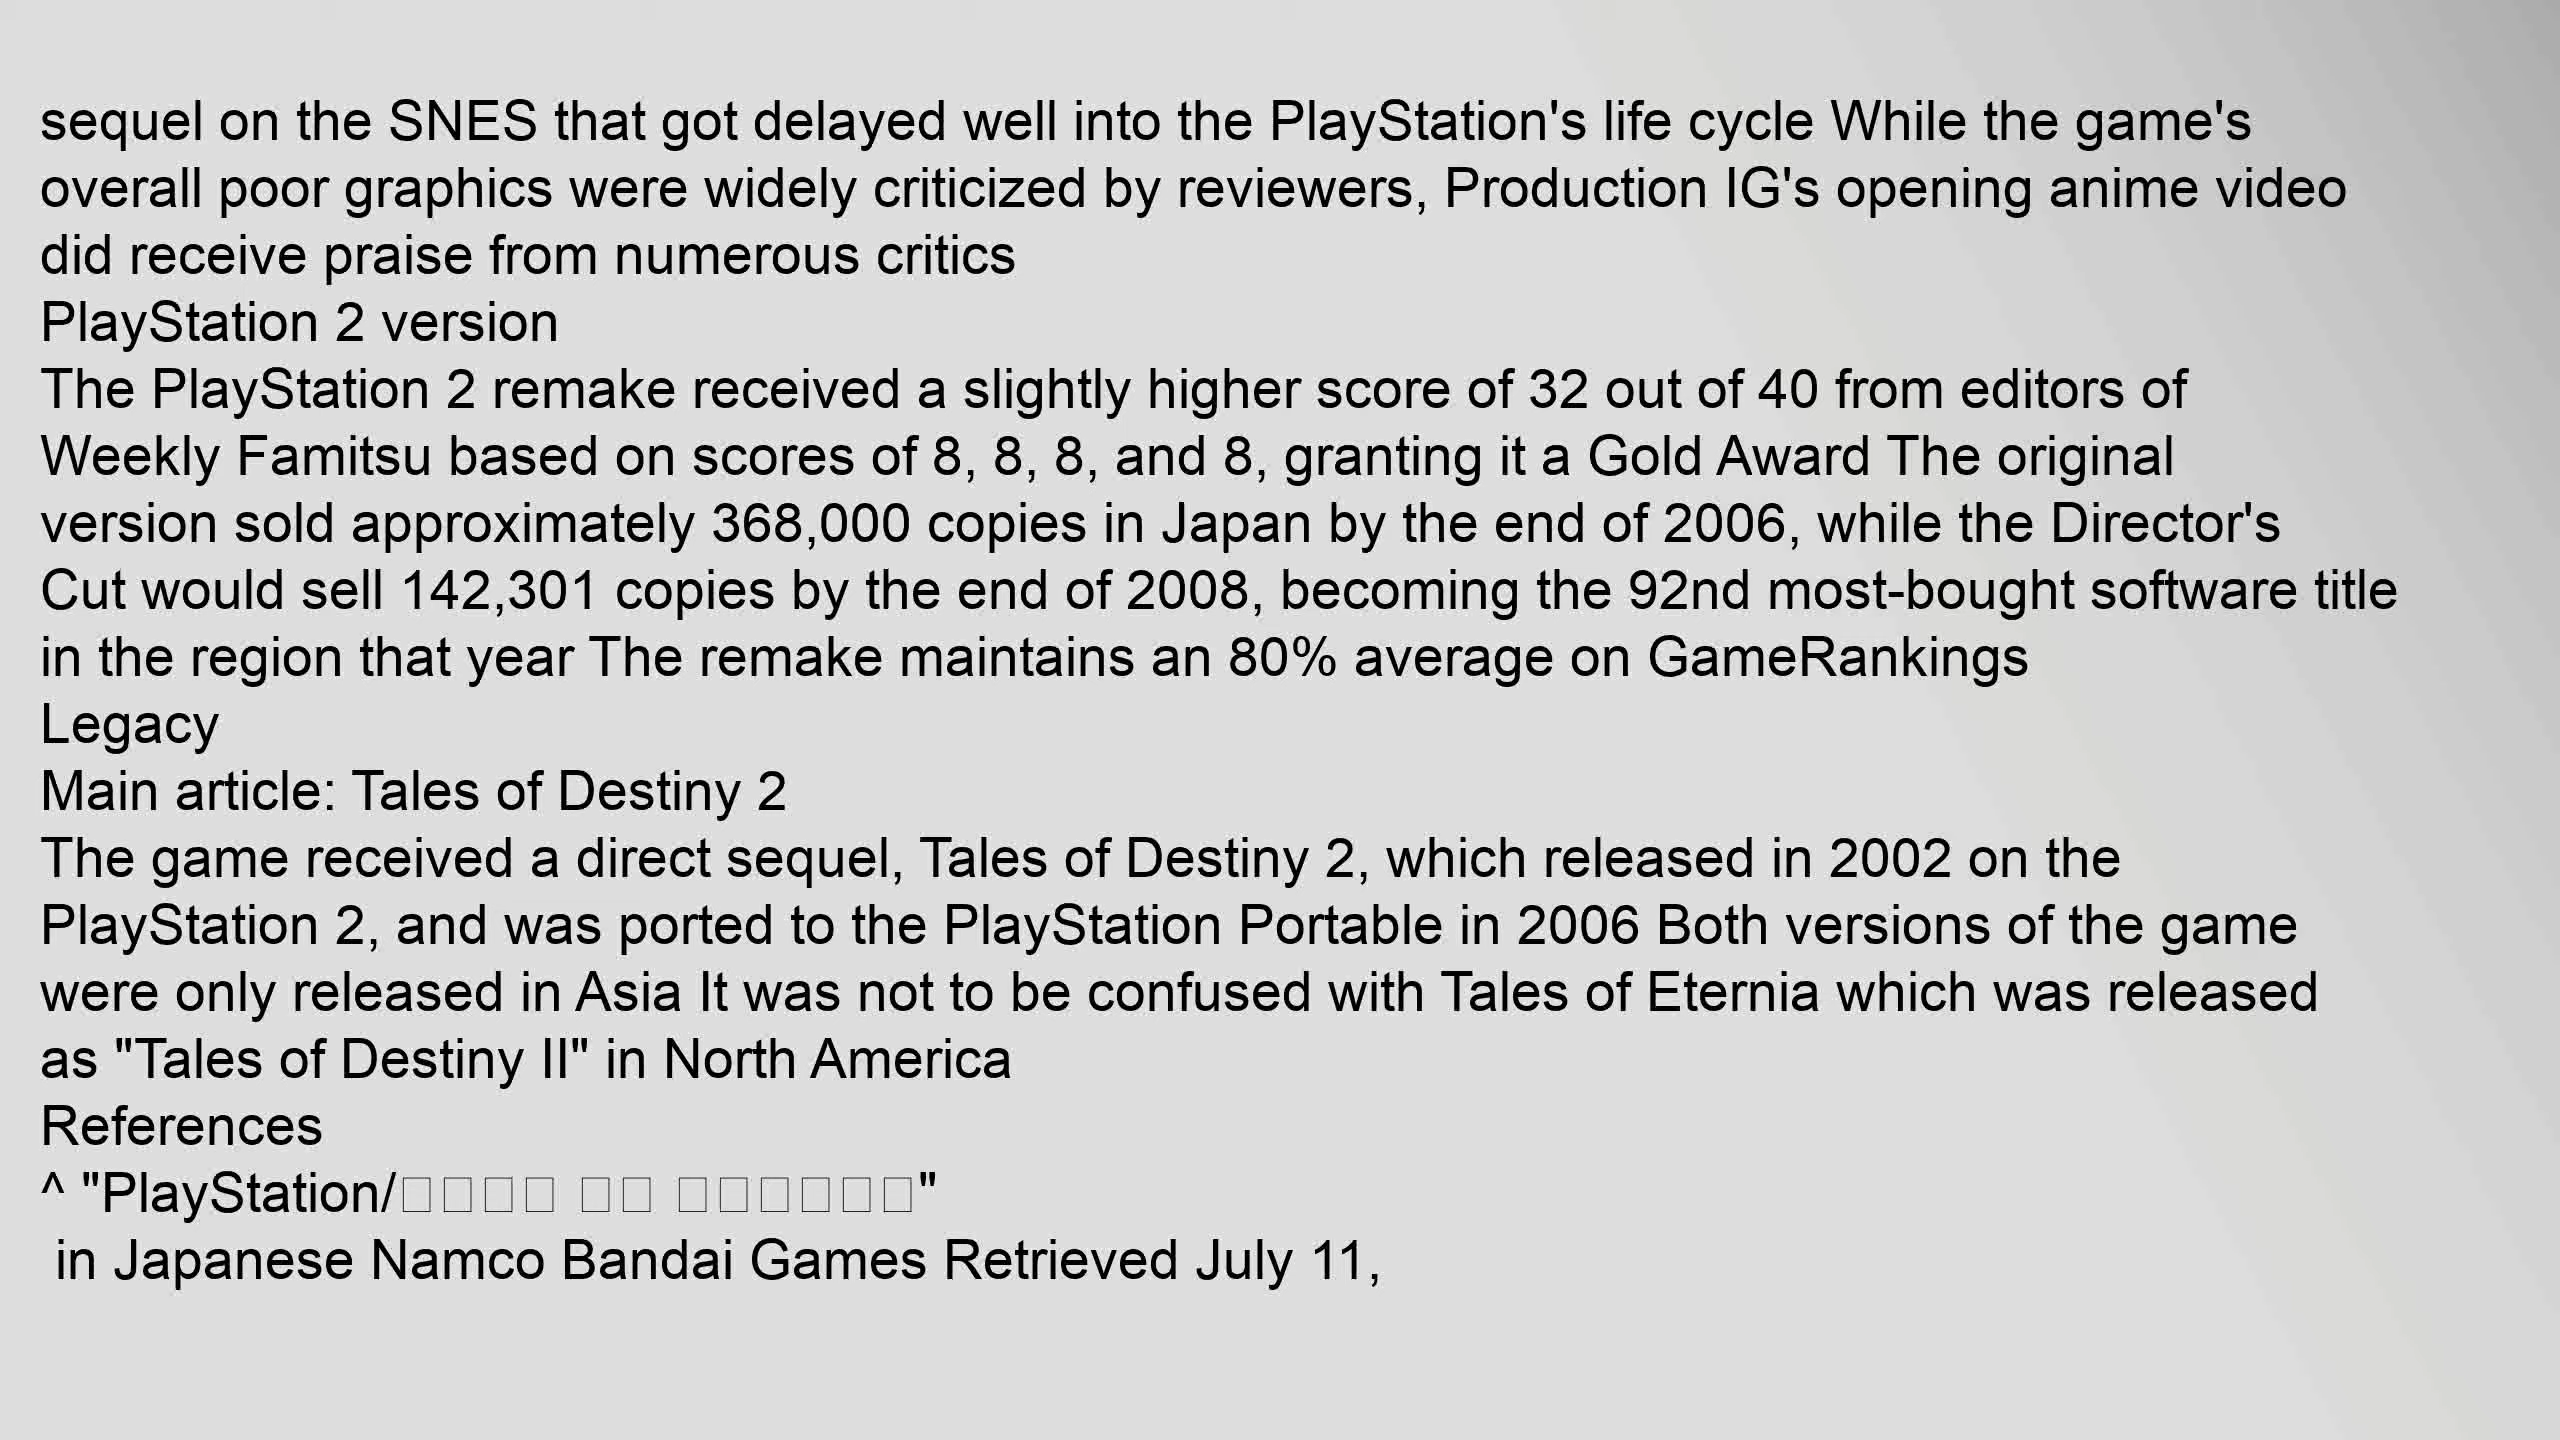 sequel on the SNES that got delayed well into the PlayStation's life cycle While the game's
overall poor graphics were widely criticized by reviewers, Production IG's opening anime video
did receive praise from numerous critics
PlayStation 2 version
The PlayStation 2 remake received a slightly higher score of 32 out of 40 from editors of
Weekly Famitsu based on scores of 8, 8, 8, and 8, granting it a Gold Award The original
version sold approximately 368,000 copies in Japan by the end of 2006, while the Director's
Cut would sell 142,301 copies by the end of 2008, becoming the 92nd most-bought software title
in the region that year The remake maintains an 80% average on GameRankings
Legacy
Main article: Tales of Destiny 2
The game received a direct sequel, Tales of Destiny 2, which released in 2002 on the
PlayStation 2, and was ported to the PlayStation Portable in 2006 Both versions of the game
were only released in Asia It was not to be confused with Tales of Eternia which was released
as "Tales of Destiny II" in North America
References
^ "PlayStation/□□□□ □□ □□□□□□"
in Japanese Namco Bandai Games Retrieved July 11,